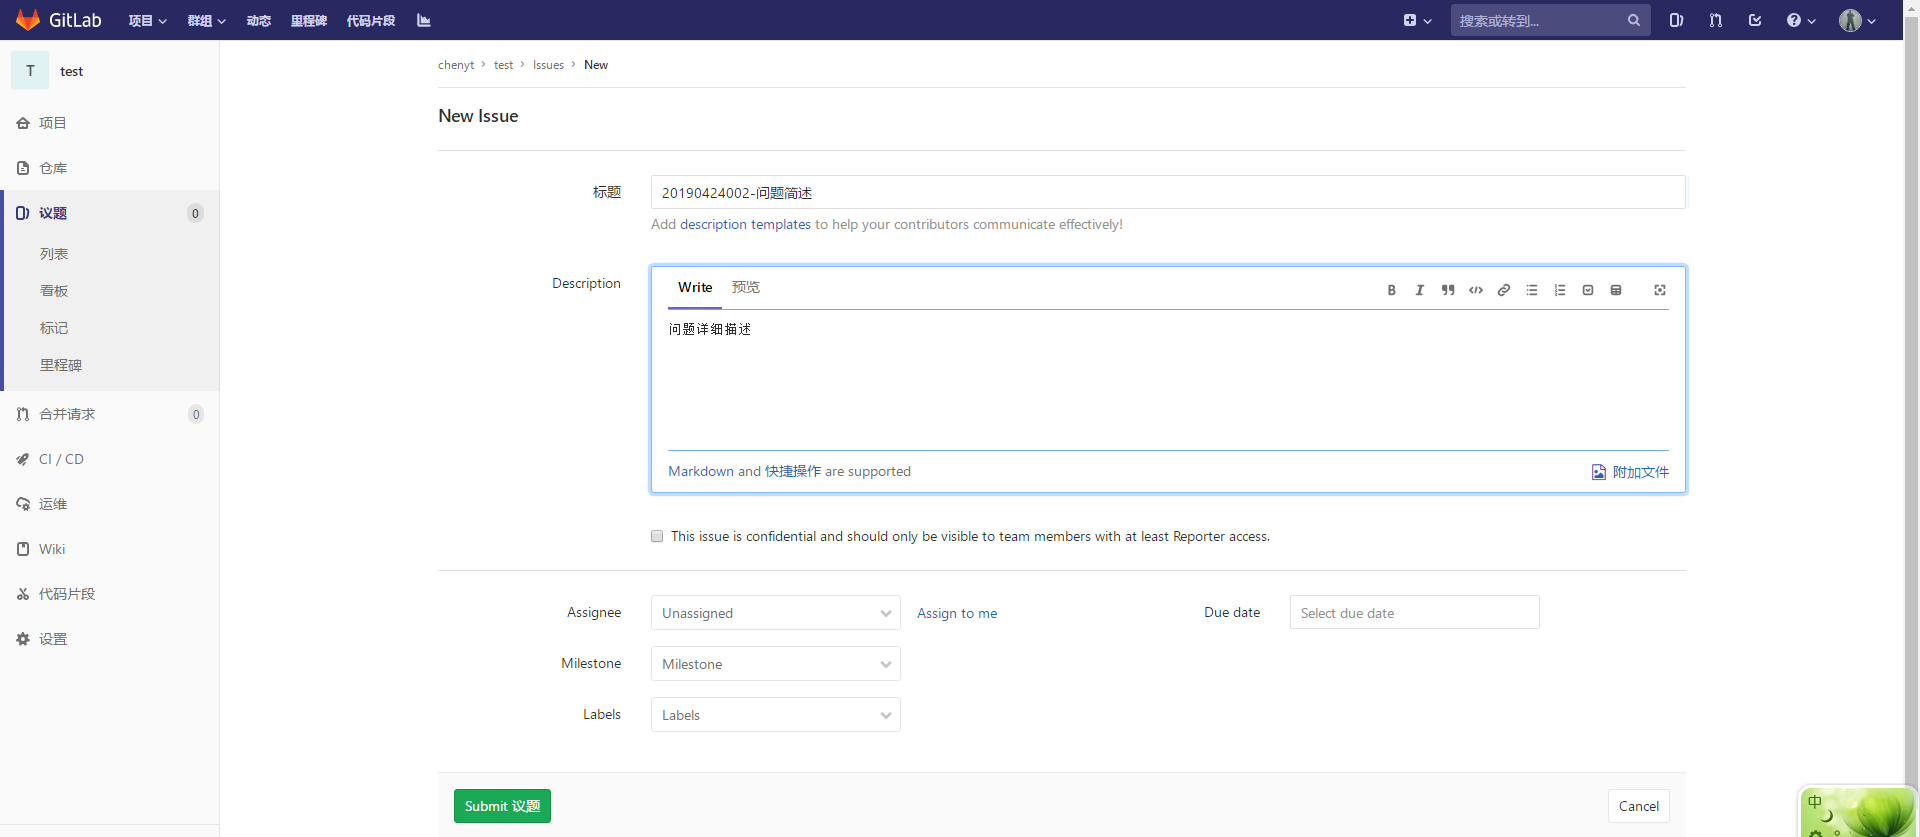 GitLab 项目 群组 动态 里程碑 代码片段 搜索或转到...
T test
项目
仓库
议题 0
列表
看板
标记
里程碑
合并请求 0
CI / CD
运维
Wiki
代码片段
设置
chenyt › test › Issues › New
New Issue
标题 20190424002-问题简述
Add description templates to help your contributors communicate effectively!
Description Write 预览
问题详细描述
Markdown and 快捷操作 are supported 附加文件
This issue is confidential and should only be visible to team members with at least Reporter access.
Assignee Unassigned Assign to me Due date Select due date
Milestone Milestone
Labels Labels
Submit 议题 Cancel
中